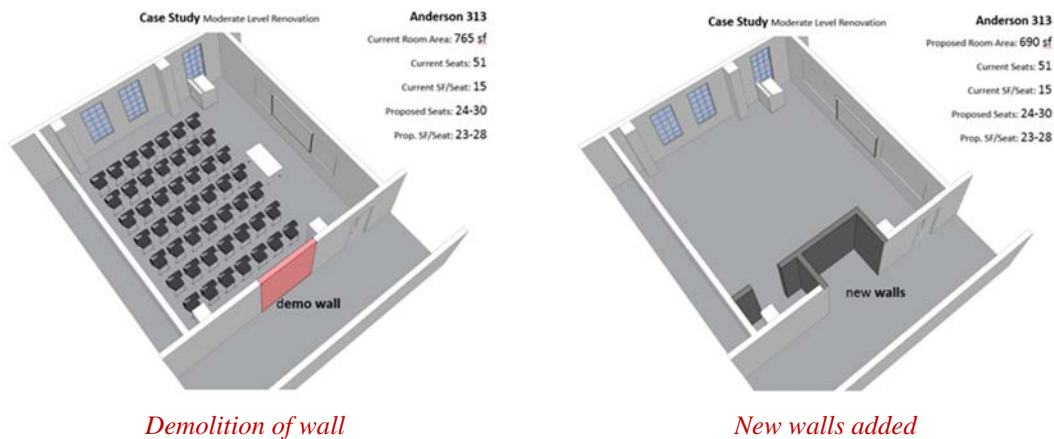 Case Study Moderate Level Renovation
Anderson 313
Current Room Area: 765 sf
Current Seats: 51
Current SF/Seat: 15
Proposed Seats: 24-30
Prop. SF/Seat: 23-28
demo wall
Demolition of wall
Case Study Moderate Level Renovation
Anderson 313
Proposed Room Area: 690 sf
Current Seats: 51
Current SF/Seat: 15
Proposed Seats: 24-30
Prop. SF/Seat: 23-28
new walls
New walls added